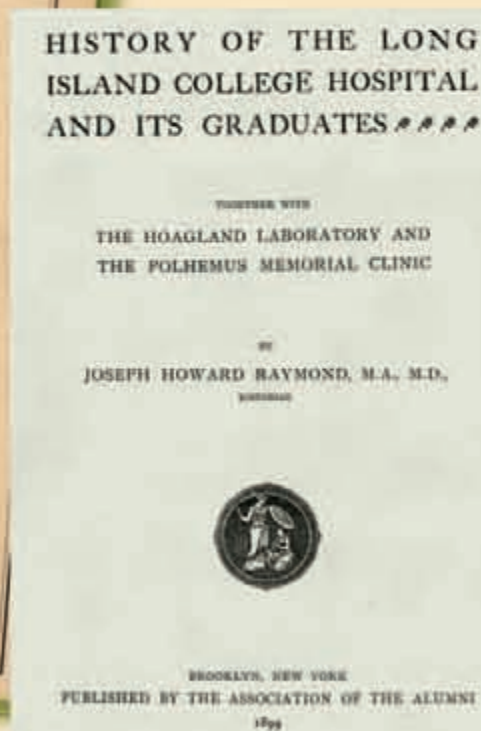 HISTORY OF THE LONG
ISLAND COLLEGE HOSPITAL
AND ITS GRADUATES
TOGETHER WITH
THE HOAGLAND LABORATORY AND
THE POLHEMUS MEMORIAL CLINIC
BY
JOSEPH HOWARD RAYMOND, M.A., M.D.,
HISTORIAN
BROOKLYN, NEW YORK
PUBLISHED BY THE ASSOCIATION OF THE ALUMNI
1899